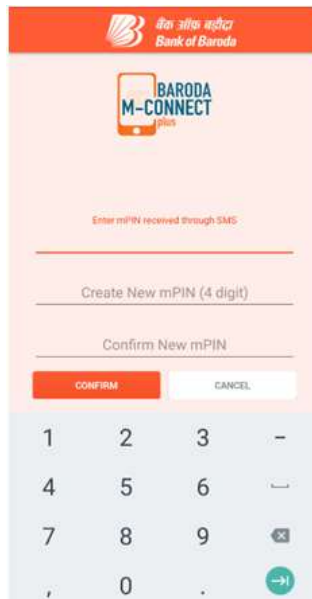 बैंक ऑफ़ बड़ौदा
Bank of Baroda
BARODA
M-CONNECT
plus
Enter mPIN received through SMS
Create New mPIN (4 digit)
Confirm New mPIN
CONFIRM CANCEL
1 2 3 -
4 5 6
7 8 9
, 0 .